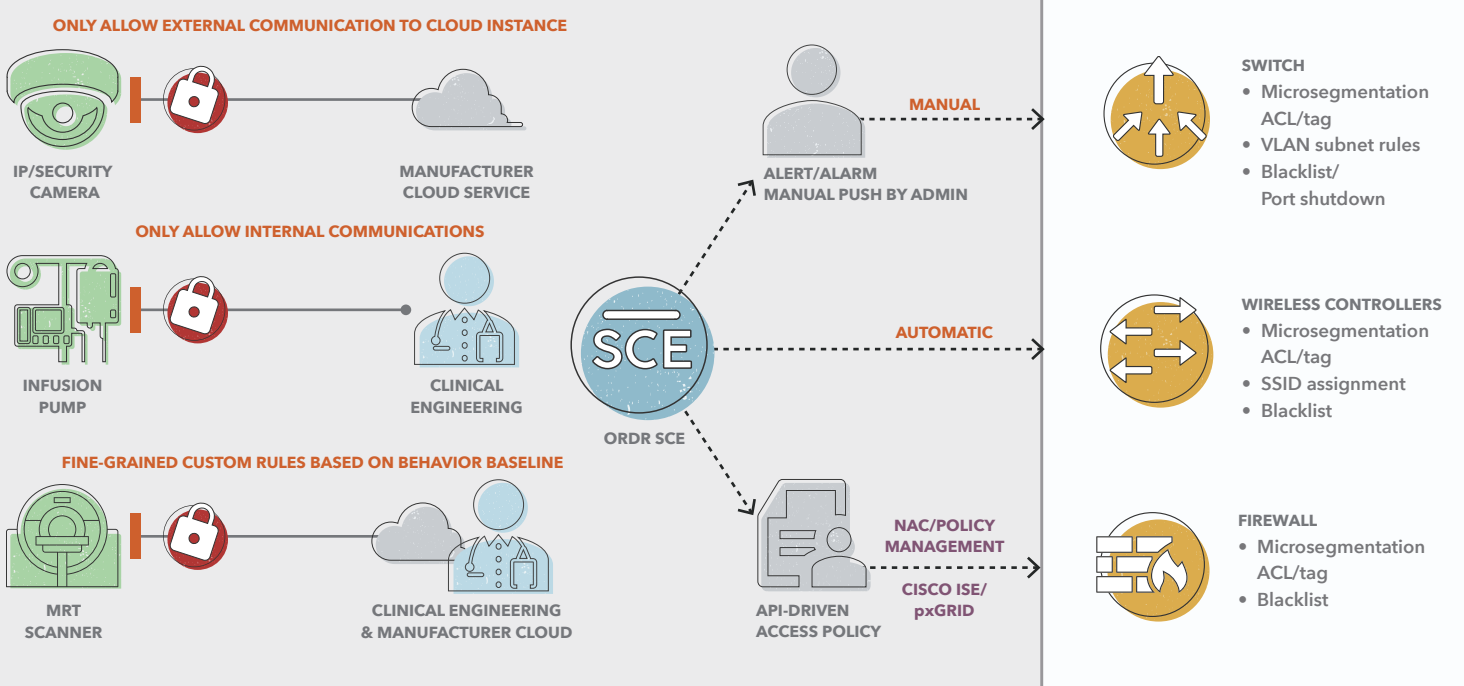 ONLY ALLOW EXTERNAL COMMUNICATION TO CLOUD INSTANCE
IP/SECURITY
CAMERA
MANUFACTURER
CLOUD SERVICE
ONLY ALLOW INTERNAL COMMUNICATIONS
INFUSION
PUMP
CLINICAL
ENGINEERING
FINE-GRAINED CUSTOM RULES BASED ON BEHAVIOR BASELINE
MRT
SCANNER
CLINICAL ENGINEERING
& MANUFACTURER CLOUD
SCE
ORDR SCE
ALERT/ALARM
MANUAL PUSH BY ADMIN
MANUAL
AUTOMATIC
API-DRIVEN
ACCESS POLICY
NAC/POLICY
MANAGEMENT
CISCO ISE/
pxGRID
SWITCH
• Microsegmentation
ACL/tag
• VLAN subnet rules
• Blacklist/
Port shutdown
WIRELESS CONTROLLERS
• Microsegmentation
ACL/tag
• SSID assignment
• Blacklist
FIREWALL
• Microsegmentation
ACL/tag
• Blacklist